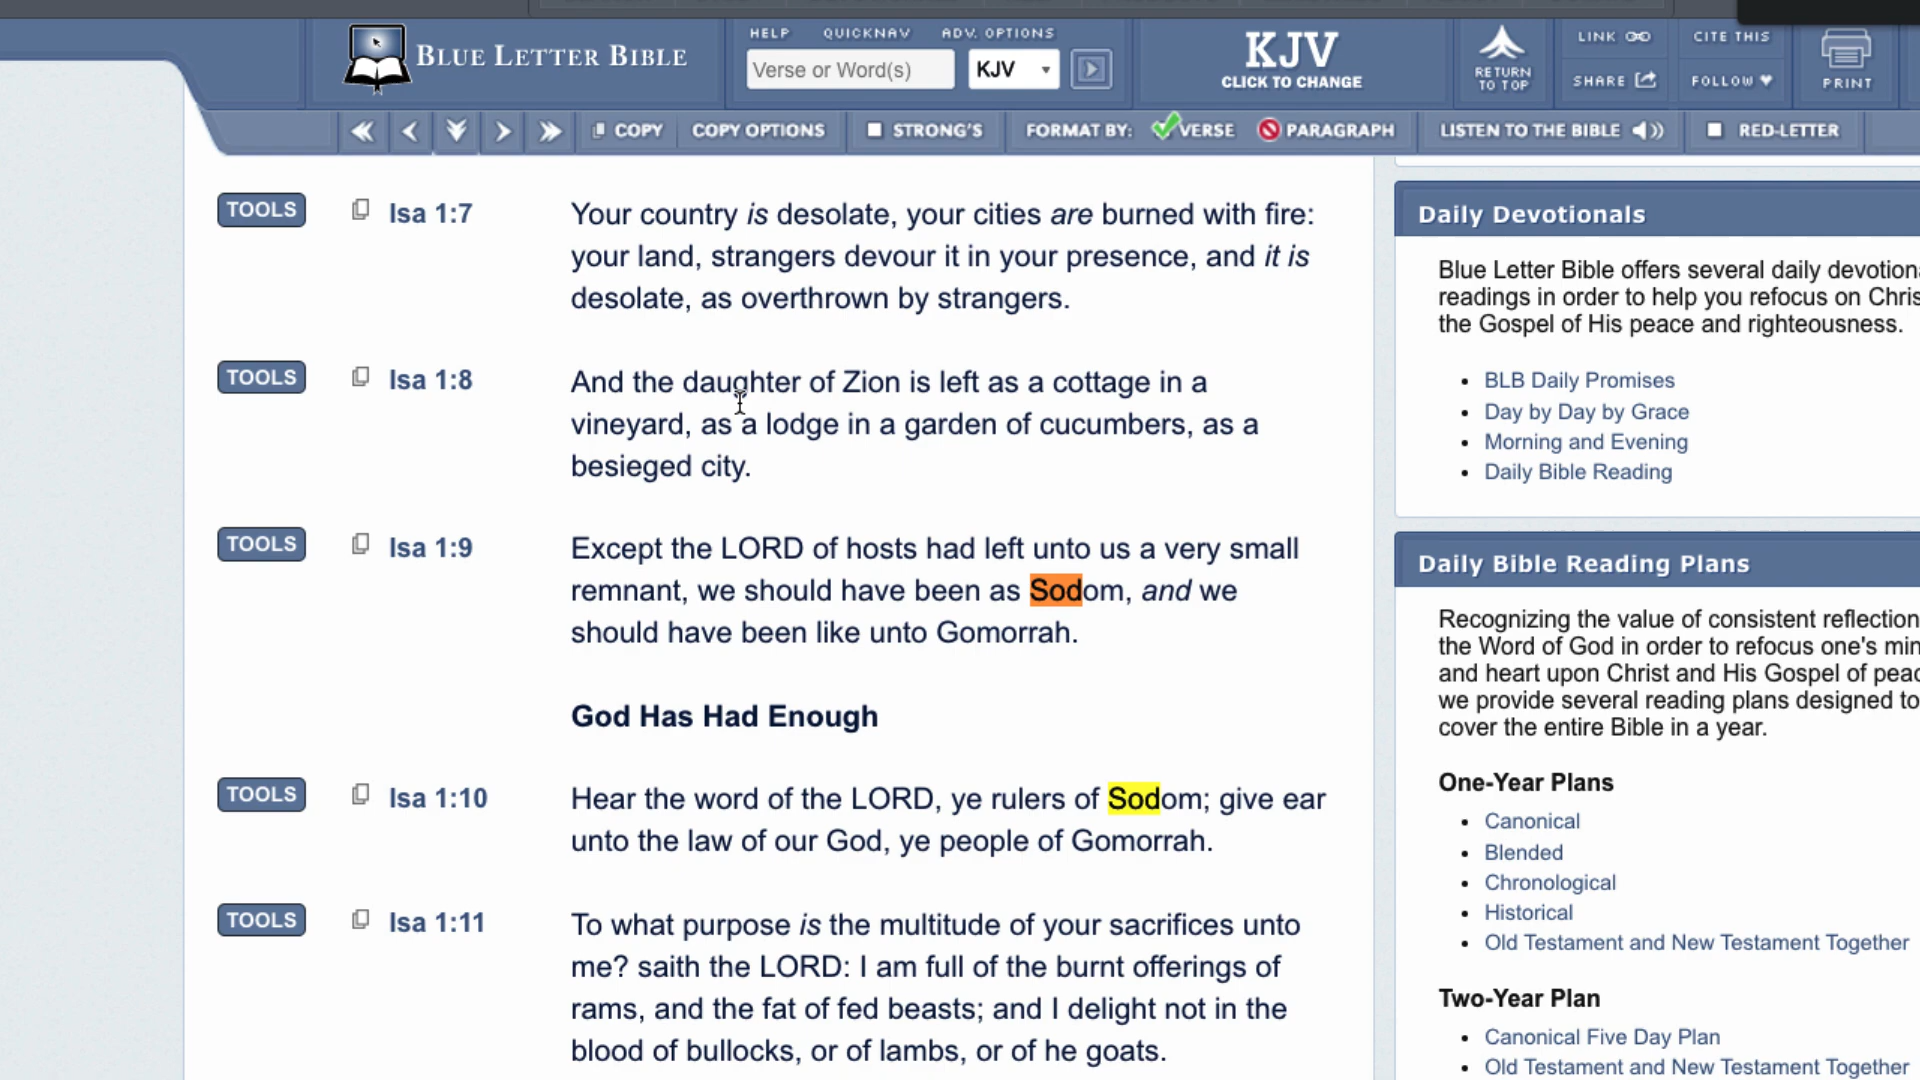 BLUE LETTER BIBLE
HELP QUICKNAV ADV. OPTIONS
Verse or Word(s) KJV
KJV
CLICK TO CHANGE
RETURN
TO TOP
LINK
SHARE
CITE THIS
FOLLOW
PRINT
COPY COPY OPTIONS STRONG'S FORMAT BY: VERSE PARAGRAPH LISTEN TO THE BIBLE RED-LETTER
TOOLS Isa 1:7 Your country is desolate, your cities are burned with fire:
your land, strangers devour it in your presence, and it is
desolate, as overthrown by strangers.
TOOLS Isa 1:8 And the daughter of Zion is left as a cottage in a
vineyard, as a lodge in a garden of cucumbers, as a
besieged city.
TOOLS Isa 1:9 Except the LORD of hosts had left unto us a very small
remnant, we should have been as Sodom, and we
should have been like unto Gomorrah.
God Has Had Enough
TOOLS Isa 1:10 Hear the word of the LORD, ye rulers of Sodom; give ear
unto the law of our God, ye people of Gomorrah.
TOOLS Isa 1:11 To what purpose is the multitude of your sacrifices unto
me? saith the LORD: I am full of the burnt offerings of
rams, and the fat of fed beasts; and I delight not in the
blood of bullocks, or of lambs, or of he goats.
Daily Devotionals
Blue Letter Bible offers several daily devotion
readings in order to help you refocus on Chris
the Gospel of His peace and righteousness.
BLB Daily Promises
Day by Day by Grace
Morning and Evening
Daily Bible Reading
Daily Bible Reading Plans
Recognizing the value of consistent reflection
the Word of God in order to refocus one's min
and heart upon Christ and His Gospel of peac
we provide several reading plans designed to
cover the entire Bible in a year.
One-Year Plans
Canonical
Blended
Chronological
Historical
Old Testament and New Testament Together
Two-Year Plan
Canonical Five Day Plan
Old Testament and New Testament Together